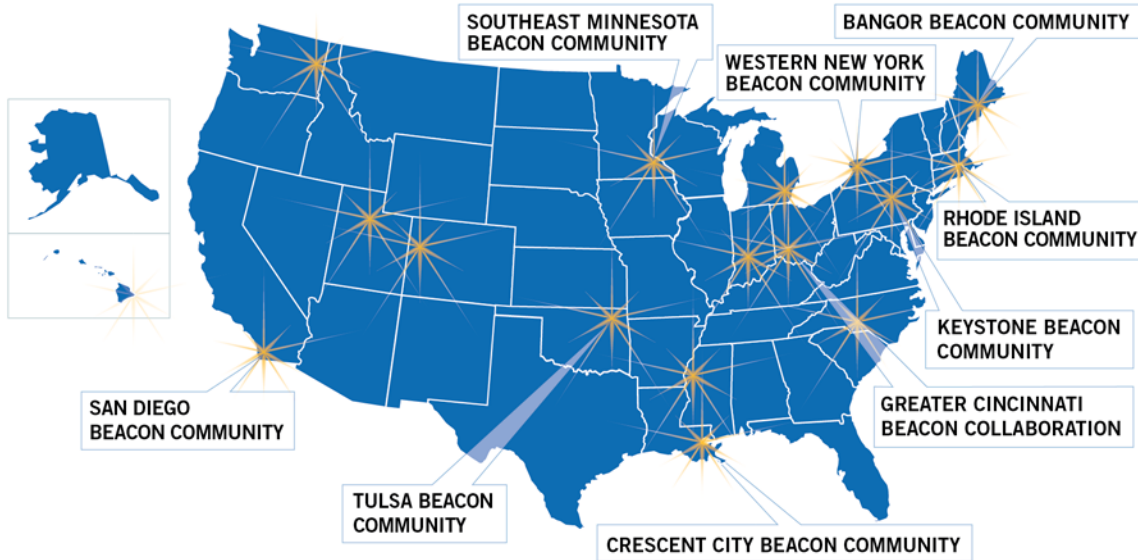 SOUTHEAST MINNESOTA
BEACON COMMUNITY
BANGOR BEACON COMMUNITY
WESTERN NEW YORK
BEACON COMMUNITY
RHODE ISLAND
BEACON COMMUNITY
KEYSTONE BEACON
COMMUNITY
SAN DIEGO
BEACON COMMUNITY
GREATER CINCINNATI
BEACON COLLABORATION
TULSA BEACON
COMMUNITY
CRESCENT CITY BEACON COMMUNITY